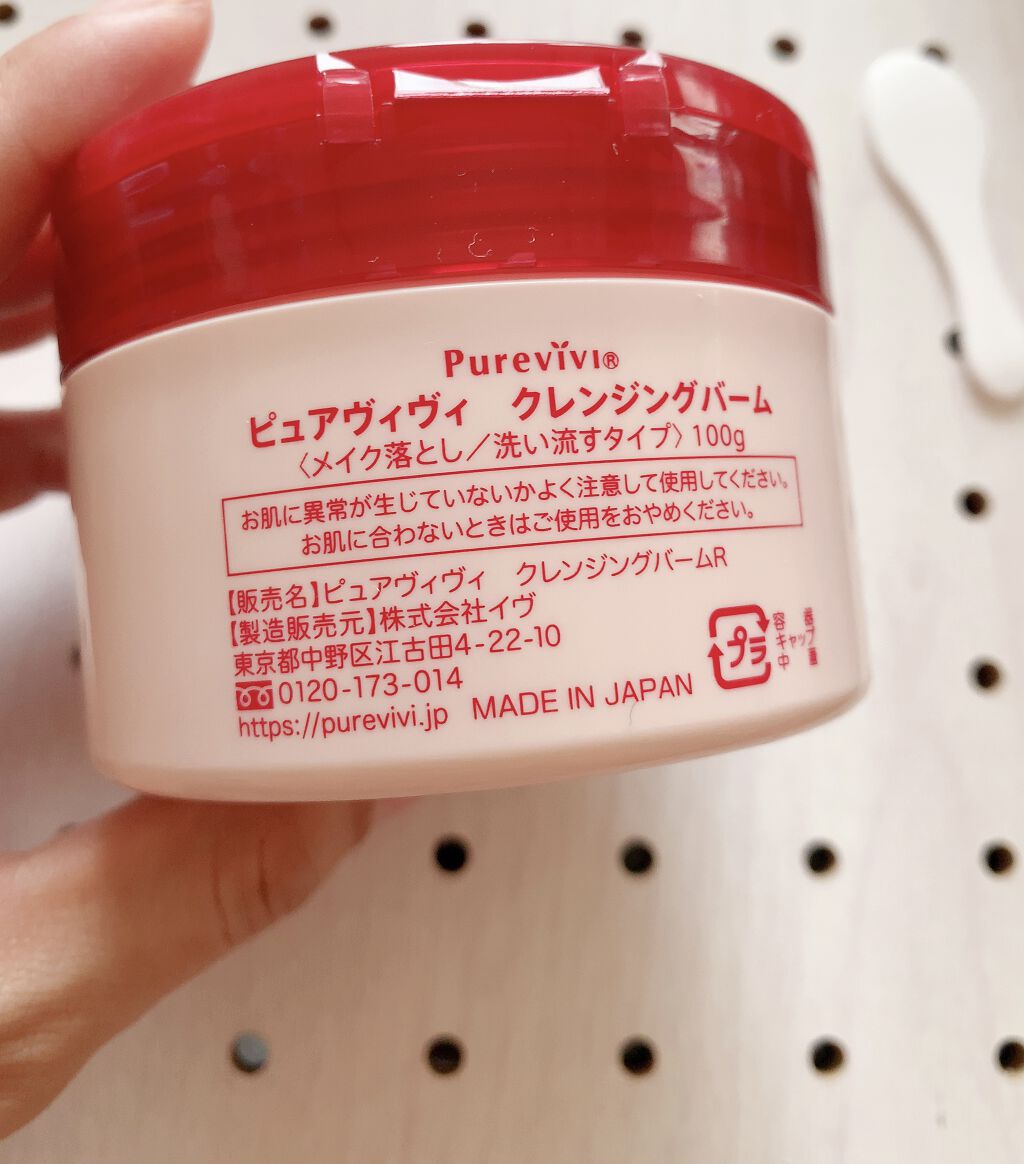 Purevivi®
ピュアヴィヴィ　クレンジングバーム
〈メイク落とし／洗い流すタイプ〉100g
お肌に異常が生じていないかよく注意して使用してください。
お肌に合わないときはご使用をおやめください。
【販売名】ピュアヴィヴィ　クレンジングバームR
【製造販売元】株式会社イヴ
東京都中野区江古田4-22-10
0120-173-014
https://purevivi.jp　MADE IN JAPAN
プラ
容器
キャップ
中蓋